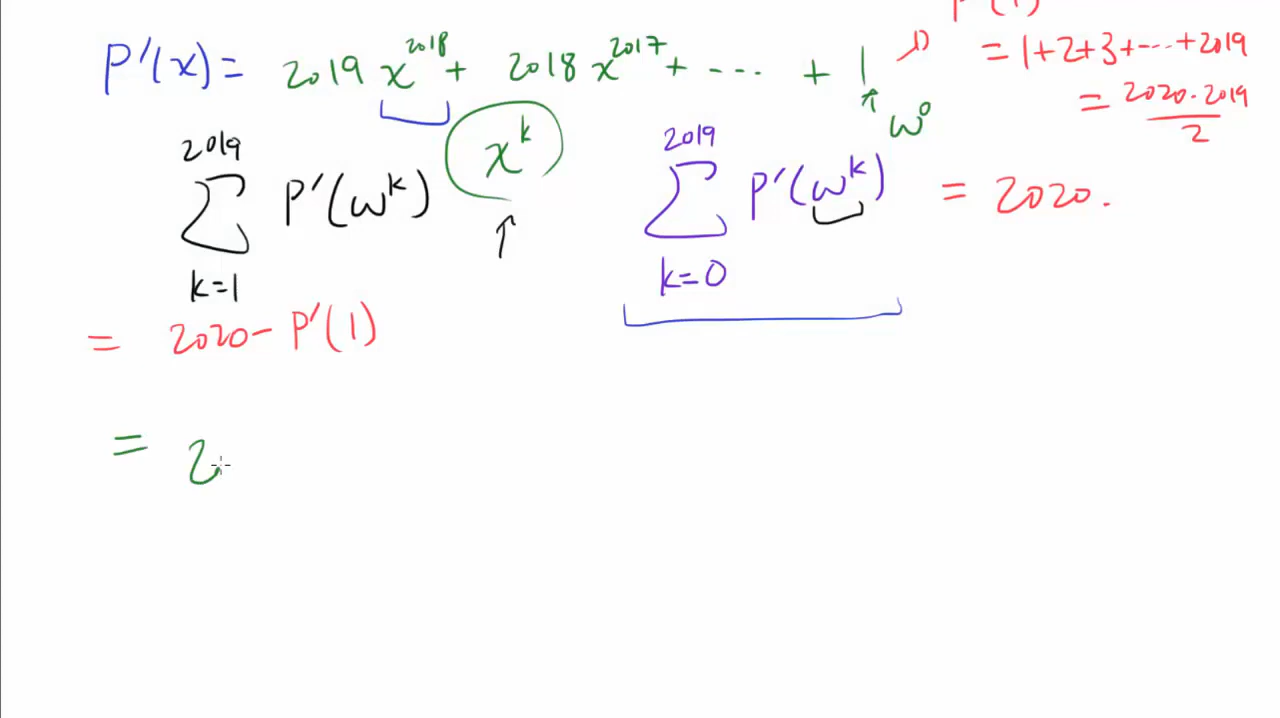 P'(1)
= 1+2+3+...+2019
= 2020·2019 / 2
P'(x) = 2019 x^2018 + 2018 x^2017 + ... + 1
ω^0
x^k
2019
∑ P'(ω^k)
k=1
2019
∑ P'(ω^k) = 2020.
k=0
= 2020 - P'(1)
= 2